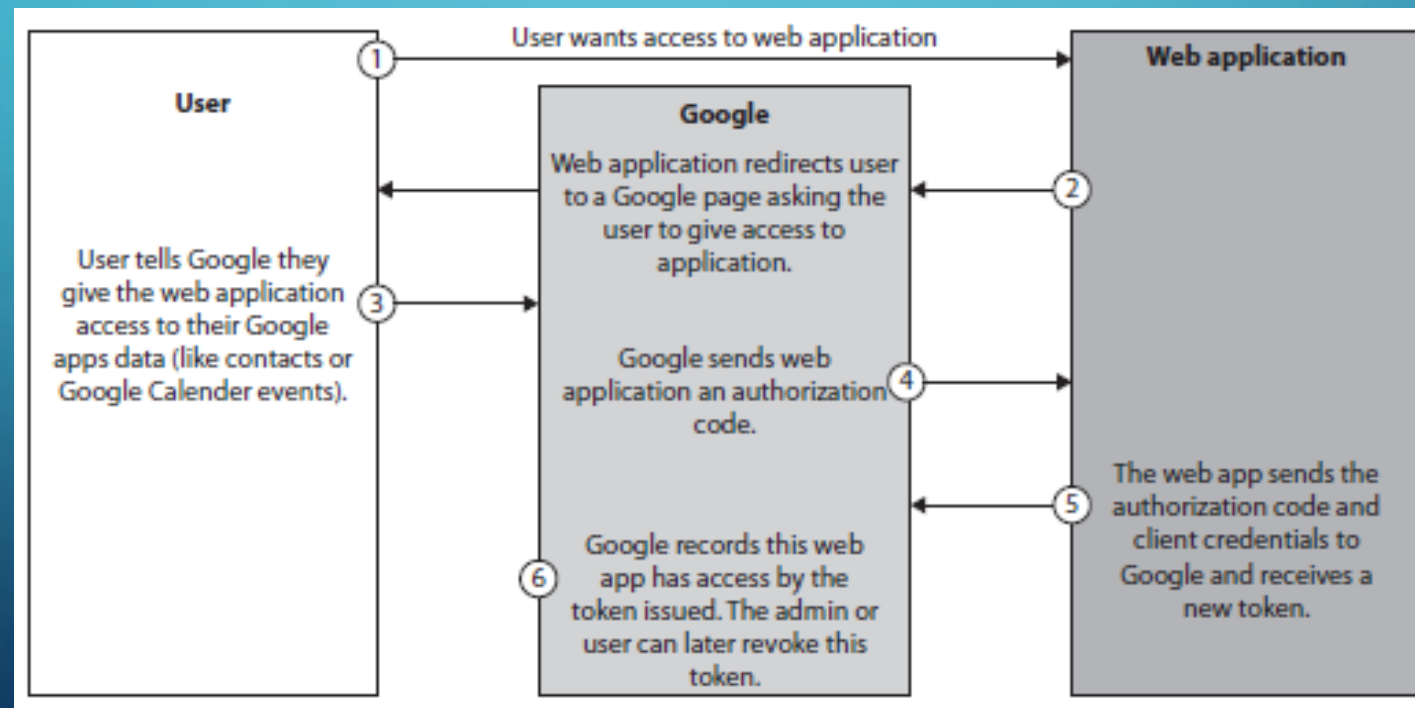 User wants access to web application
1
User
Google
Web application
Web application redirects user
to a Google page asking the
user to give access to
application.
2
User tells Google they
give the web application
access to their Google
apps data (like contacts or
Google Calender events).
3
Google sends web
application an authorization
code.
4
The web app sends the
authorization code and
client credentials to
Google and receives a
new token.
5
Google records this web
app has access by the
token issued. The admin or
user can later revoke this
token.
6